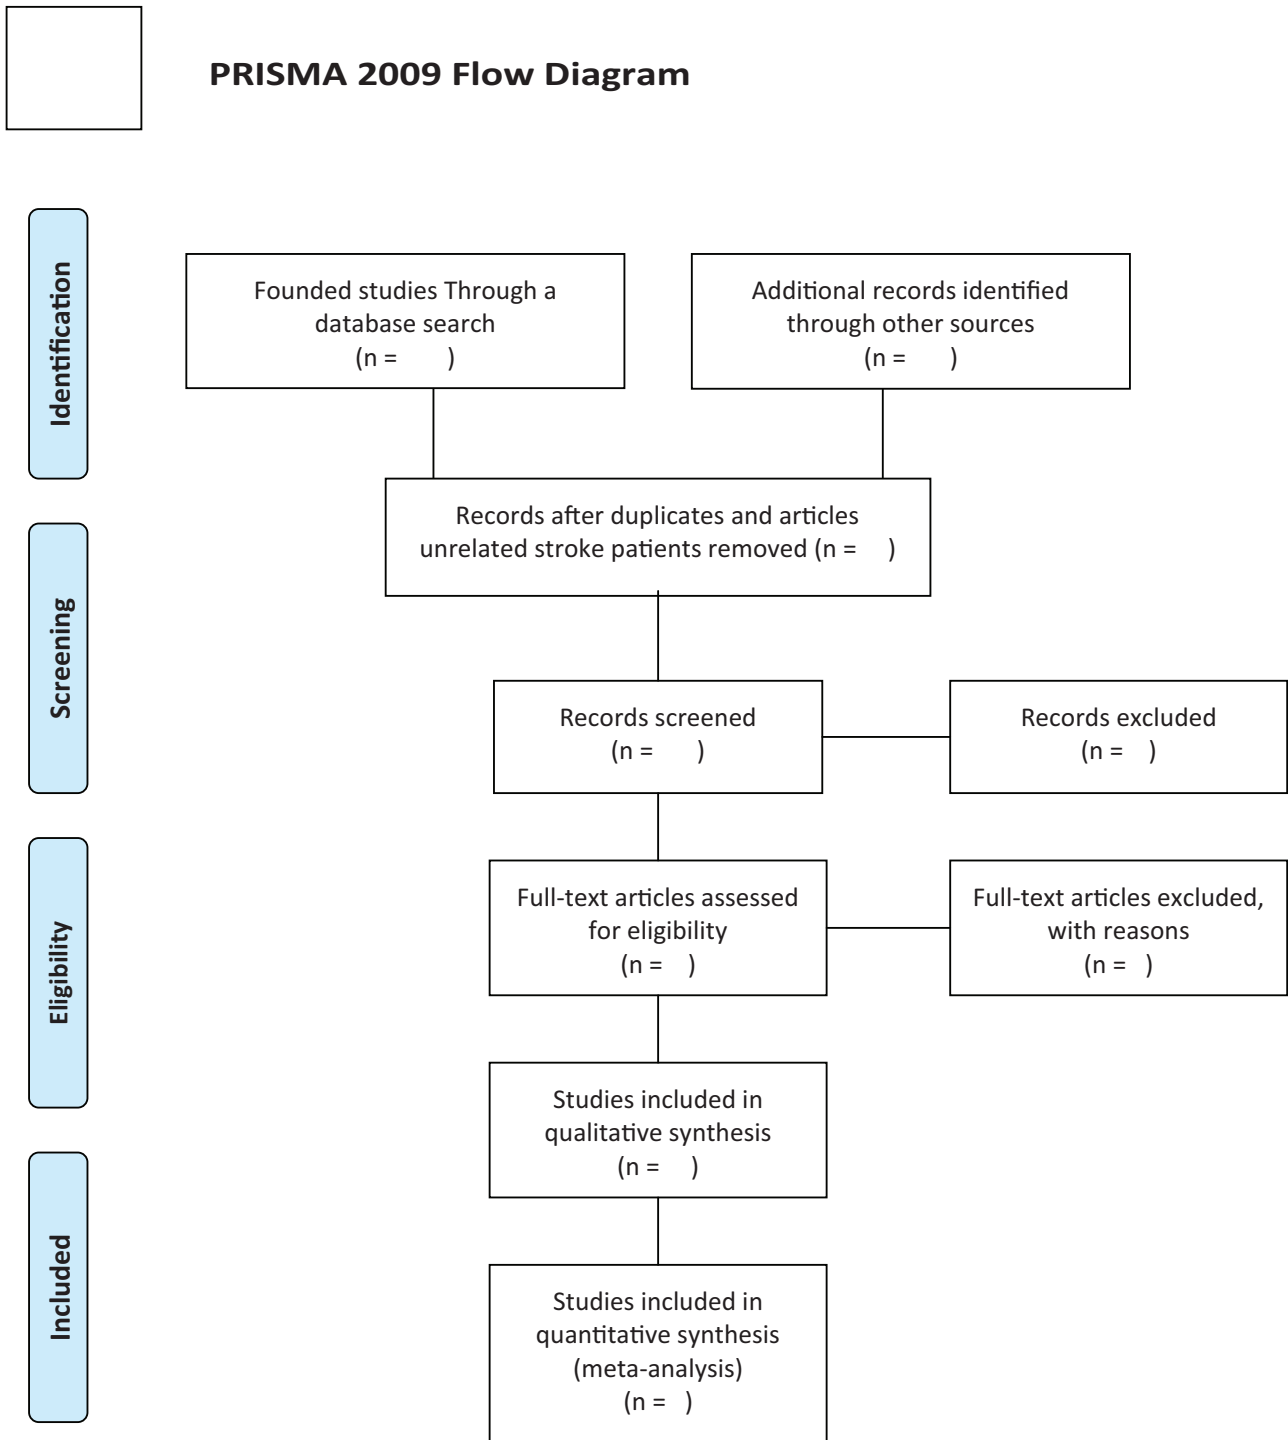 PRISMA 2009 Flow Diagram
Identification
Founded studies Through a
database search
(n =       )
Additional records identified
through other sources
(n =       )
Records after duplicates and articles
unrelated stroke patients removed (n =    )
Screening
Records screened
(n =      )
Records excluded
(n =   )
Eligibility
Full-text articles assessed
for eligibility
(n =   )
Full-text articles excluded,
with reasons
(n =  )
Studies included in
qualitative synthesis
(n =    )
Included
Studies included in
quantitative synthesis
(meta-analysis)
(n =   )